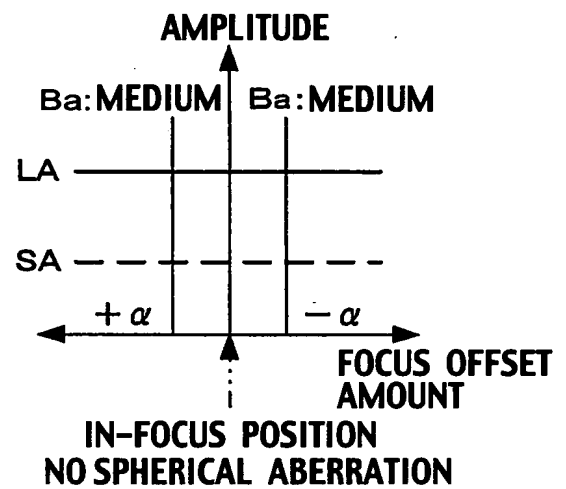 AMPLITUDE
Ba: MEDIUM Ba: MEDIUM
LA
SA
+α −α
FOCUS OFFSET
AMOUNT
IN-FOCUS POSITION
NO SPHERICAL ABERRATION